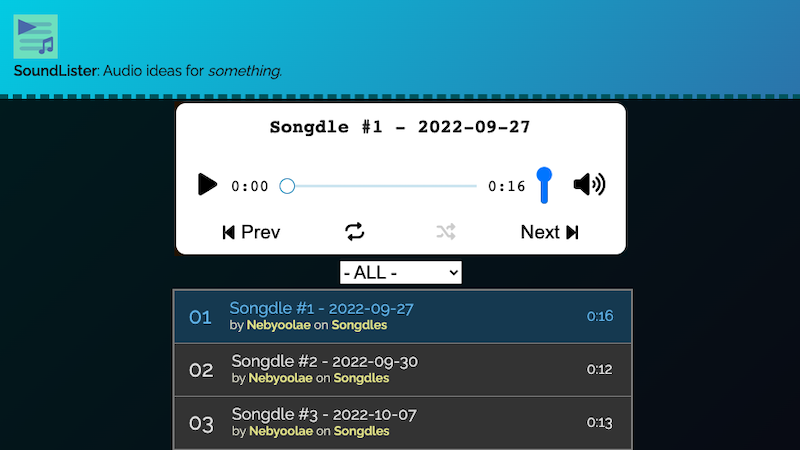 SoundLister: Audio ideas for something.
Songdle #1 - 2022-09-27
0:00 0:16
Prev Next
- ALL -
01 Songdle #1 - 2022-09-27 0:16
by Nebyoolae on Songdles
02 Songdle #2 - 2022-09-30 0:12
by Nebyoolae on Songdles
03 Songdle #3 - 2022-10-07 0:13
by Nebyoolae on Songdles